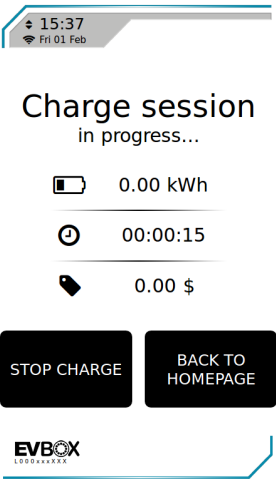 15:37
Fri 01 Feb
Charge session
in progress...
0.00 kWh
00:00:15
0.00 $
STOP CHARGE
BACK TO
HOMEPAGE
EVBOX
L000xxxXXX